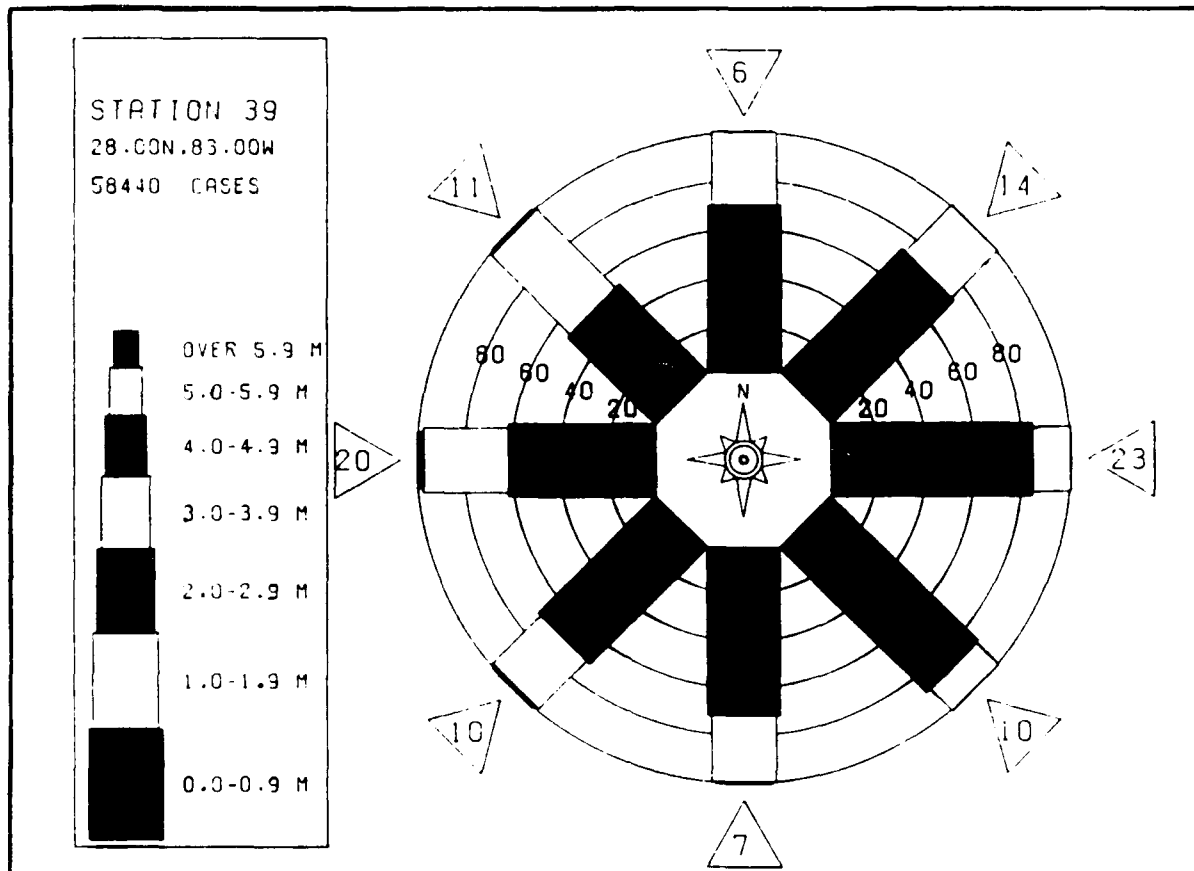 STATION 39
28.00N.83.00W
58440 CASES
OVER 5.9 M
5.0-5.9 M
4.0-4.9 M
3.0-3.9 M
2.0-2.9 M
1.0-1.9 M
0.0-0.9 M
6
11
14
80
60
40
20
20
40
60
80
N
20
23
10
10
7